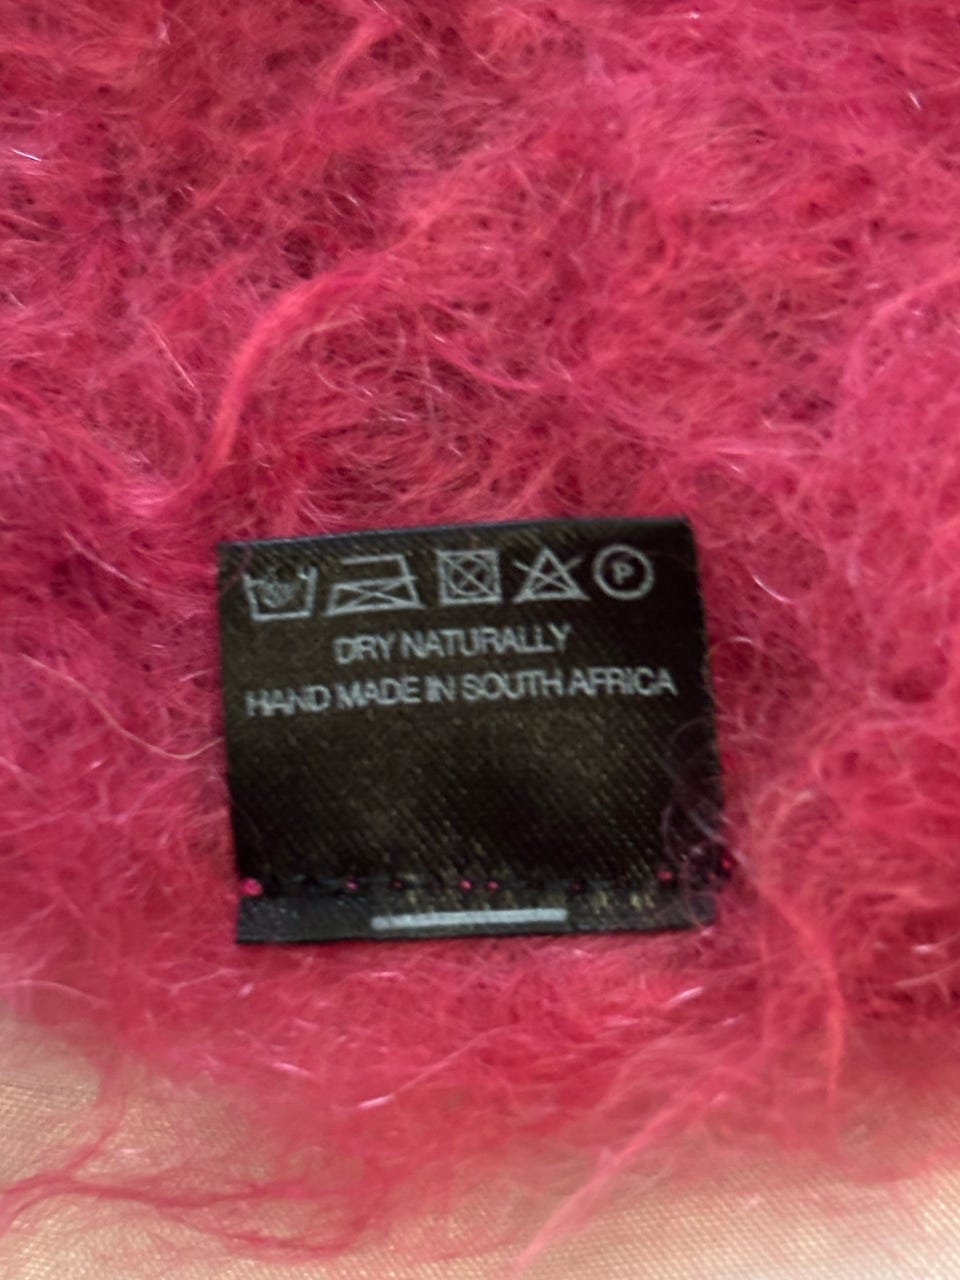 P
DRY NATURALLY
HAND MADE IN SOUTH AFRICA